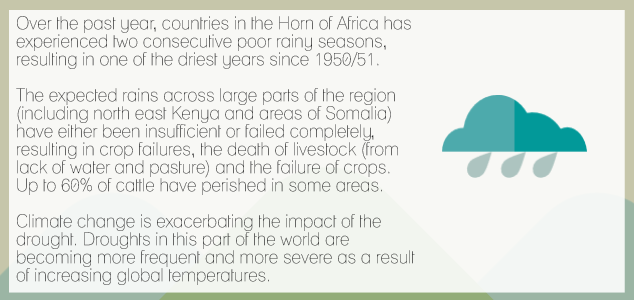 Over the past year, countries in the Horn of Africa has
experienced two consecutive poor rainy seasons,
resulting in one of the driest years since 1950/51.
The expected rains across large parts of the region
(including north east Kenya and areas of Somalia)
have either been insufficient or failed completely,
resulting in crop failures, the death of livestock (from
lack of water and pasture) and the failure of crops.
Up to 60% of cattle have perished in some areas.
Climate change is exacerbating the impact of the
drought. Droughts in this part of the world are
becoming more frequent and more severe as a result
of increasing global temperatures.